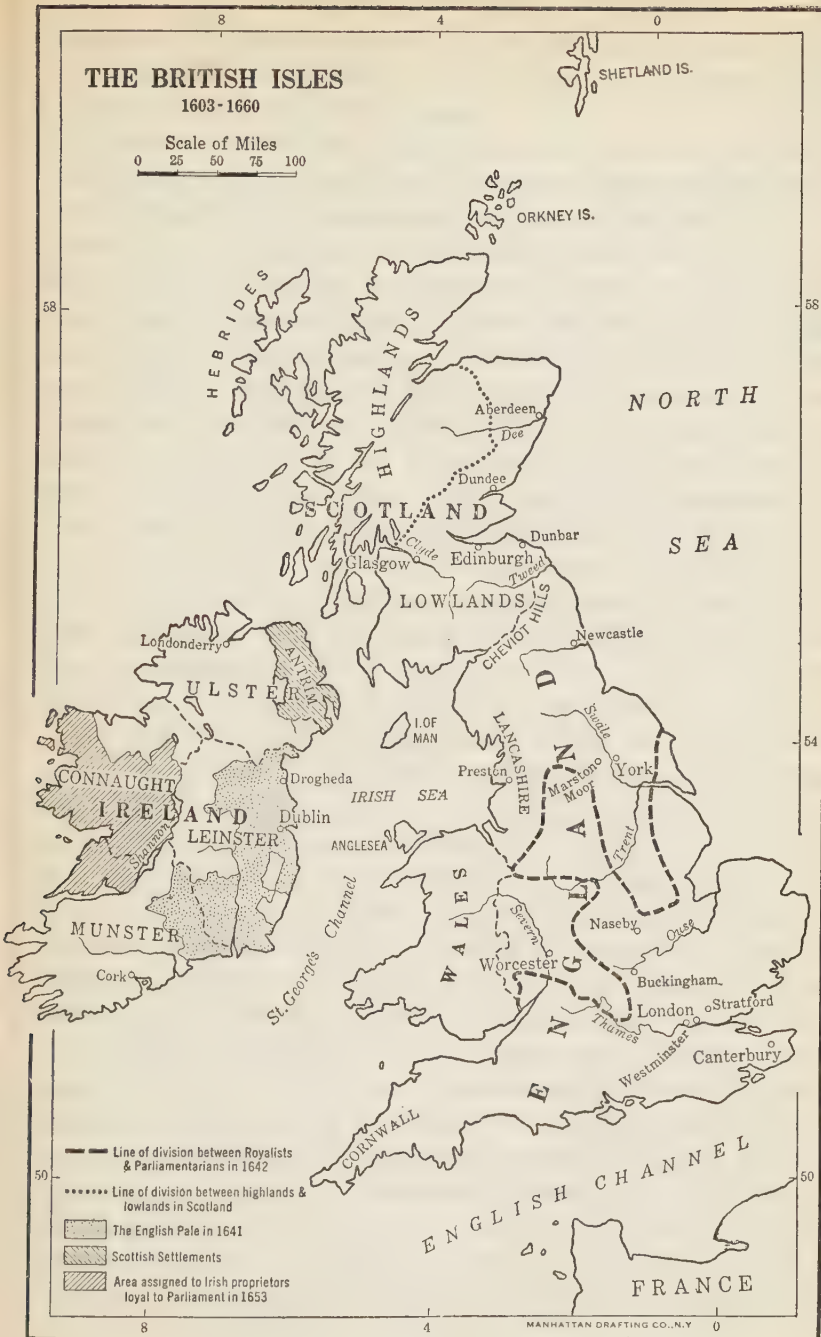 8 4 0
THE BRITISH ISLES
1603-1660
Scale of Miles
0 25 50 75 100
SHETLAND IS.
ORKNEY IS.
58
58
HEBRIDES
HIGHLANDS
NORTH
SEA
Aberdeen
Dee
Dundee
SCOTLAND
Clyde
Glasgow
Edinburgh
Dunbar
Tweed
LOWLANDS
CHEVIOT HILLS
Newcastle
Londonderry
ULSTER
ANTRIM
I. OF
MAN
LANCASHIRE
Swale
54
Preston
Marston
Moor
York
CONNAUGHT
IRELAND
Shannon
LEINSTER
Drogheda
Dublin
IRISH SEA
ANGLESEA
Trent
ENGLAND
MUNSTER
Cork
St. George's Channel
WALES
Severn
Worcester
Naseby
Ouse
Buckingham
London
Stratford
Thames
Westminster
Canterbury
CORNWALL
ENGLISH CHANNEL
50
50
FRANCE
Line of division between Royalists
& Parliamentarians in 1642
Line of division between highlands &
lowlands in Scotland
The English Pale in 1641
Scottish Settlements
Area assigned to Irish proprietors
loyal to Parliament in 1653
8 4 0
MANHATTAN DRAFTING CO., N.Y